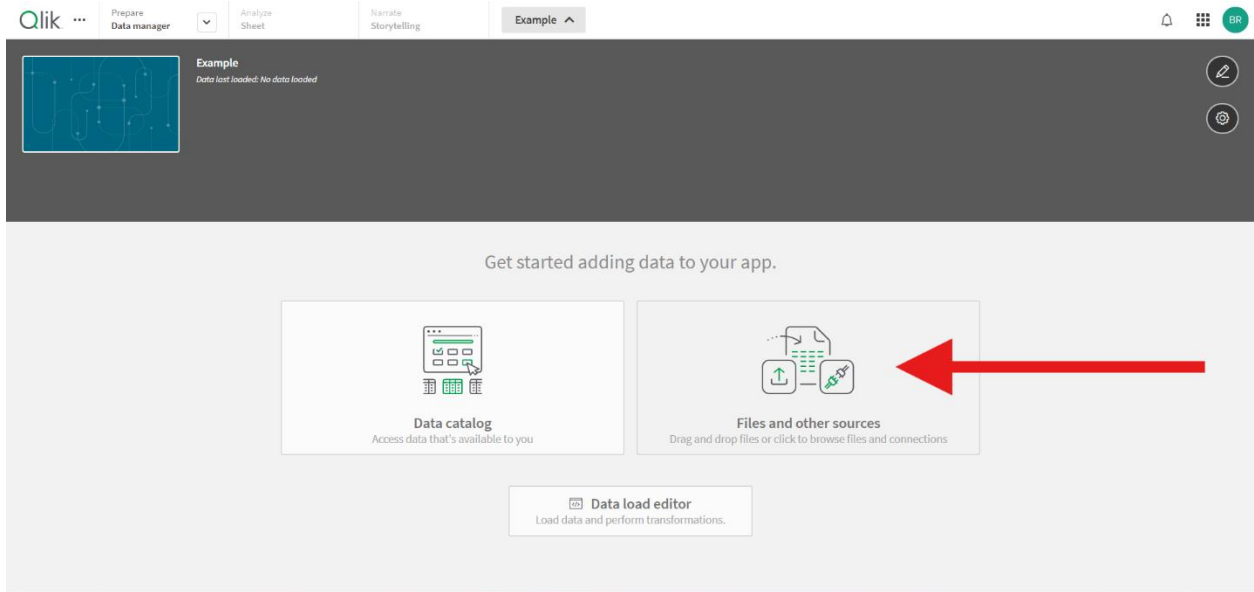 Qlik
Prepare
Data manager
Analyze
Sheet
Narrate
Storytelling
Example
BR
Example
Data last loaded: No data loaded
Get started adding data to your app.
Data catalog
Access data that's available to you
Files and other sources
Drag and drop files or click to browse files and connections
Data load editor
Load data and perform transformations.